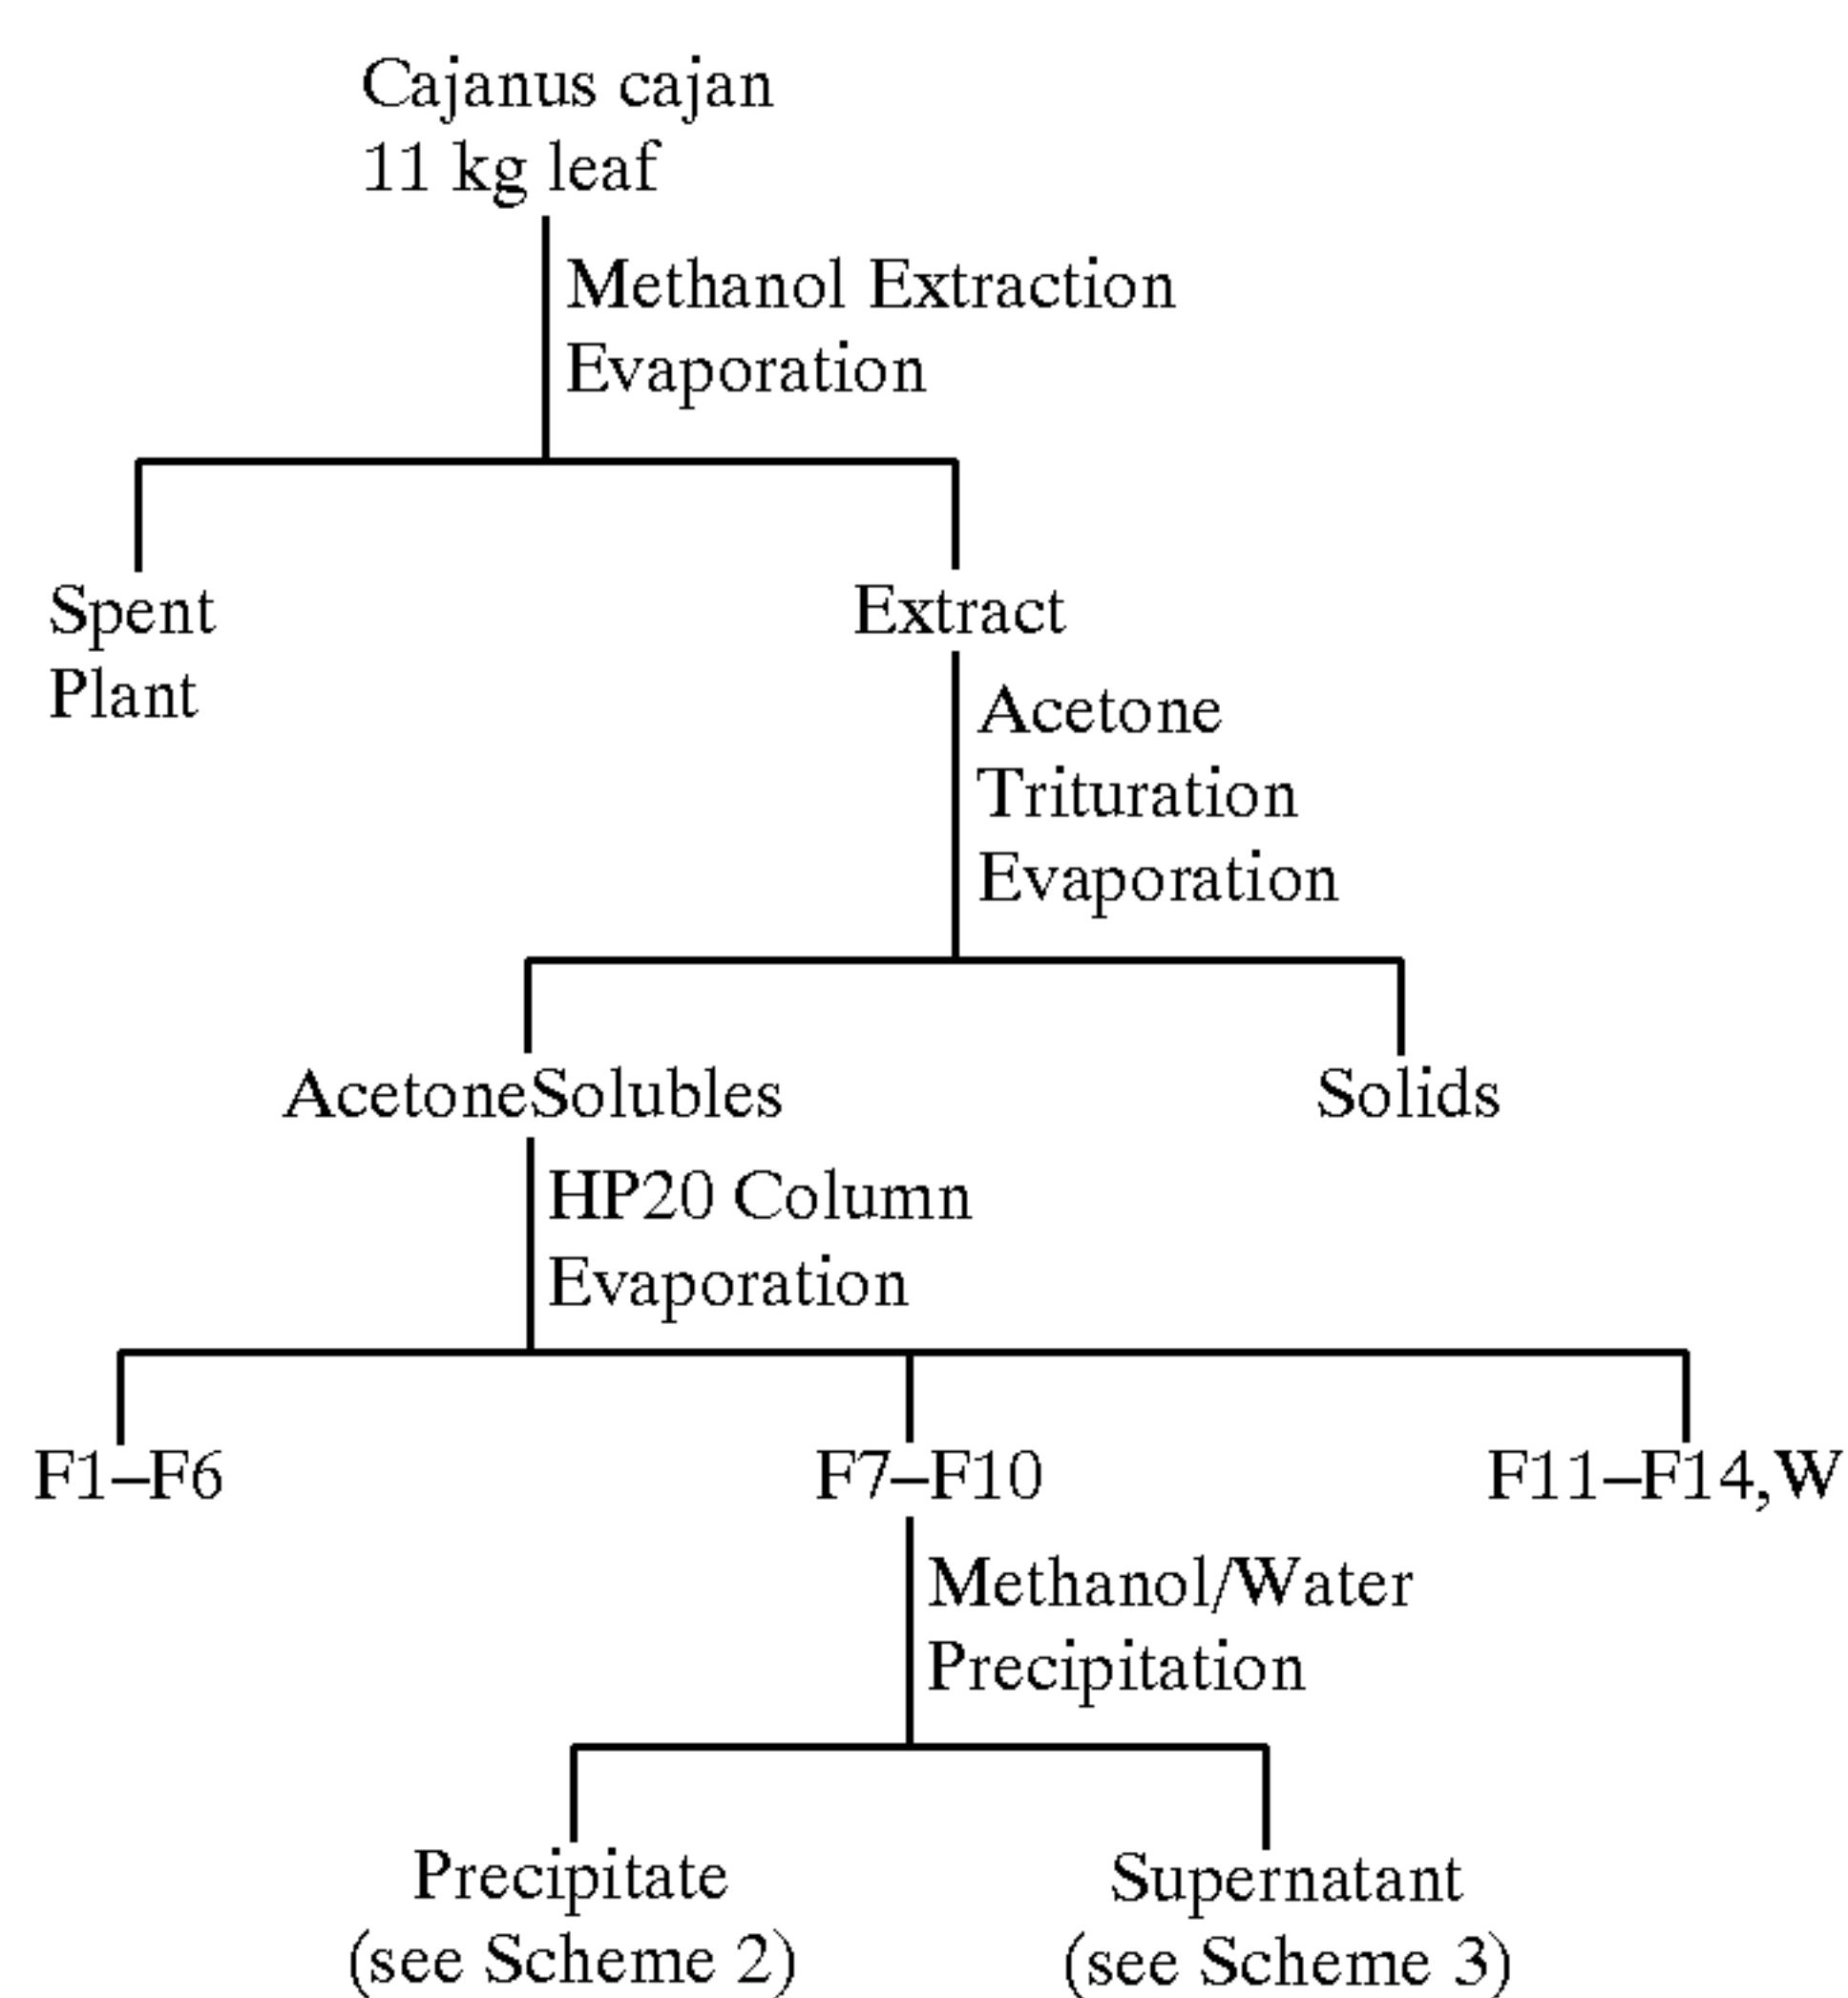 Cajanus cajan
11 kg leaf
Methanol Extraction
Evaporation
Spent
Plant
Extract
Acetone
Trituration
Evaporation
AcetoneSolubles
Solids
HP20 Column
Evaporation
F1–F6
F7–F10
F11–F14,W
Methanol/Water
Precipitation
Precipitate
(see Scheme 2)
Supernatant
(see Scheme 3)